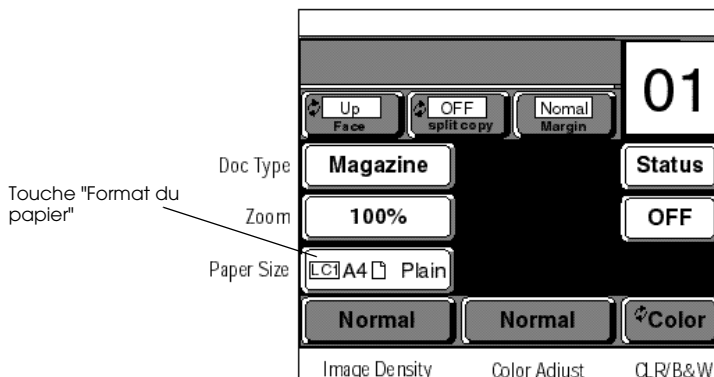 01
Up OFF Nomal
Face split copy Margin
Doc Type Magazine Status
Touche "Format du
papier"
Zoom 100% OFF
Paper Size LC1 A4 Plain
Normal Normal Color
Image Density Color Adjust CLR/B&W